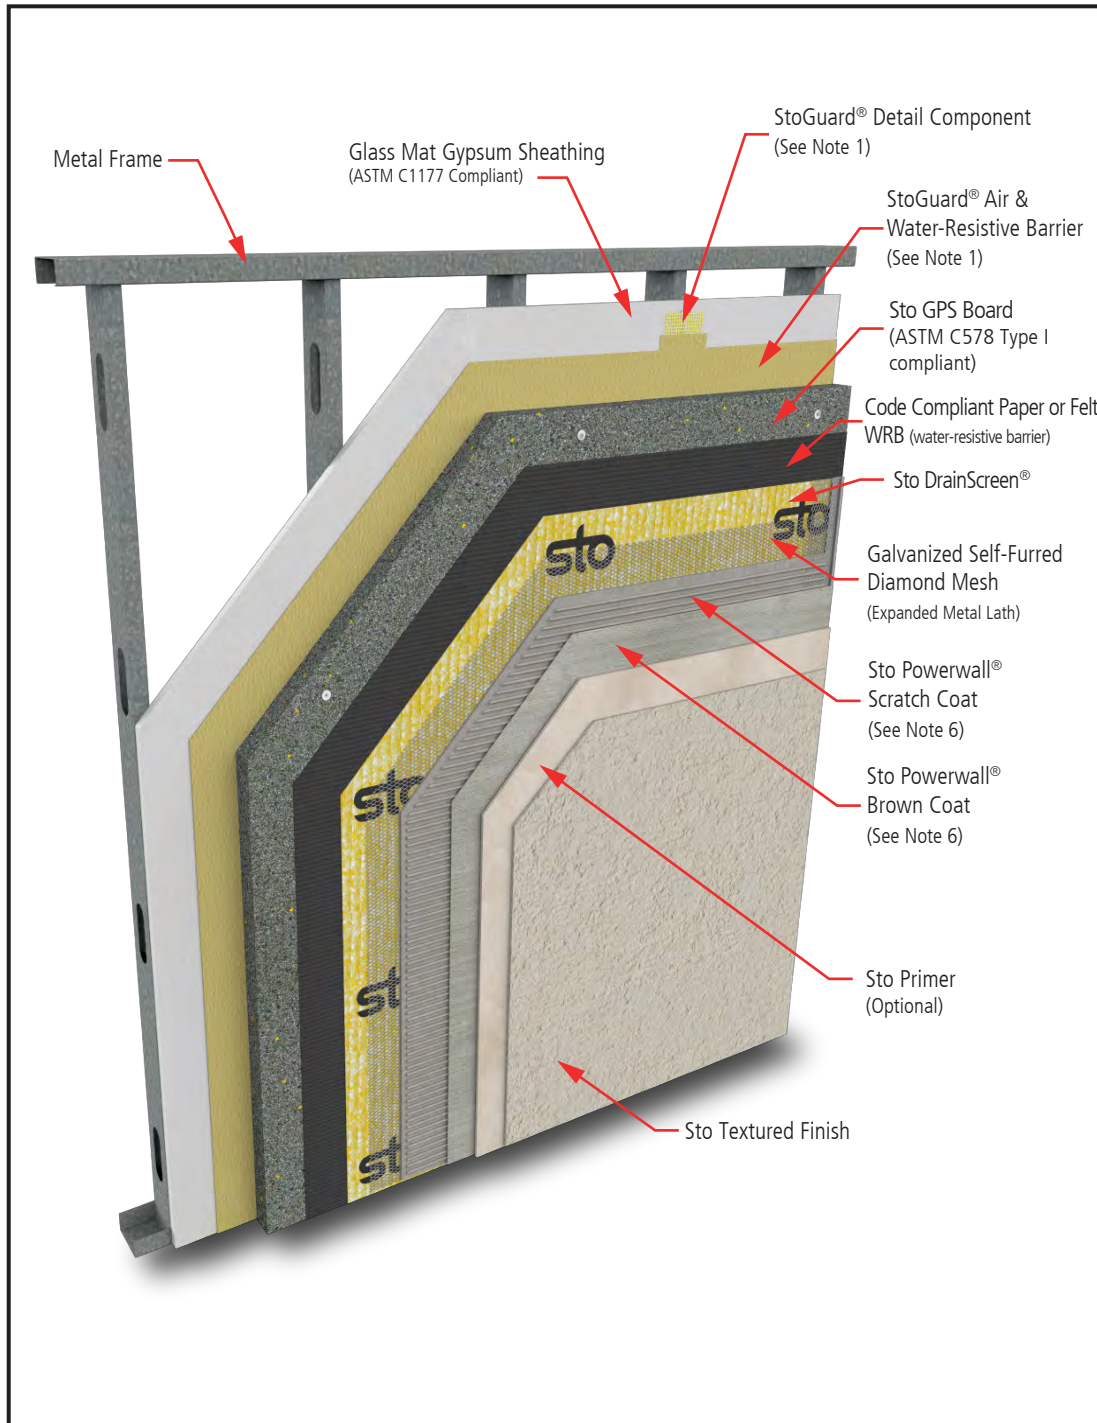 StoGuard® Detail Component
(See Note 1)
Metal Frame
Glass Mat Gypsum Sheathing
(ASTM C1177 Compliant)
StoGuard® Air &
Water-Resistive Barrier
(See Note 1)
Sto GPS Board
(ASTM C578 Type I
compliant)
Code Compliant Paper or Felt
WRB (water-resistive barrier)
Sto DrainScreen®
sto
sto
Galvanized Self-Furred
Diamond Mesh
(Expanded Metal Lath)
Sto Powerwall®
Scratch Coat
(See Note 6)
Sto Powerwall®
Brown Coat
(See Note 6)
sto
st
Sto Primer
(Optional)
Sto Textured Finish
st